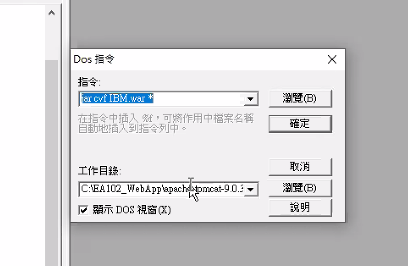 Dos 指令
指令:
jar cvf IBM.war *
瀏覽(B)
在指令中插入 %f，可將作用中檔案名稱
自動地插入到指令列中。
確定
取消
工作目錄:
C:\EA102_WebApp\apache-tomcat-9.0.3
瀏覽(B)
顯示 DOS 視窗(X)
說明